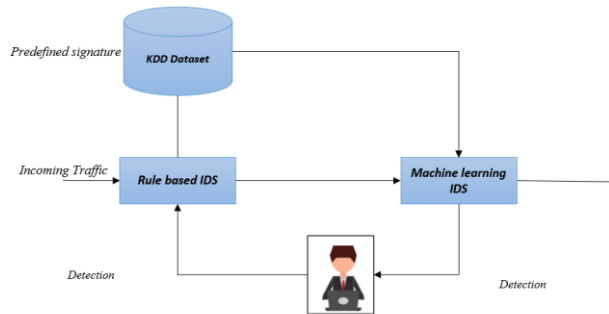 Predefined signature
KDD Dataset
Incoming Traffic
Rule based IDS
Machine learning
IDS
Detection
Detection